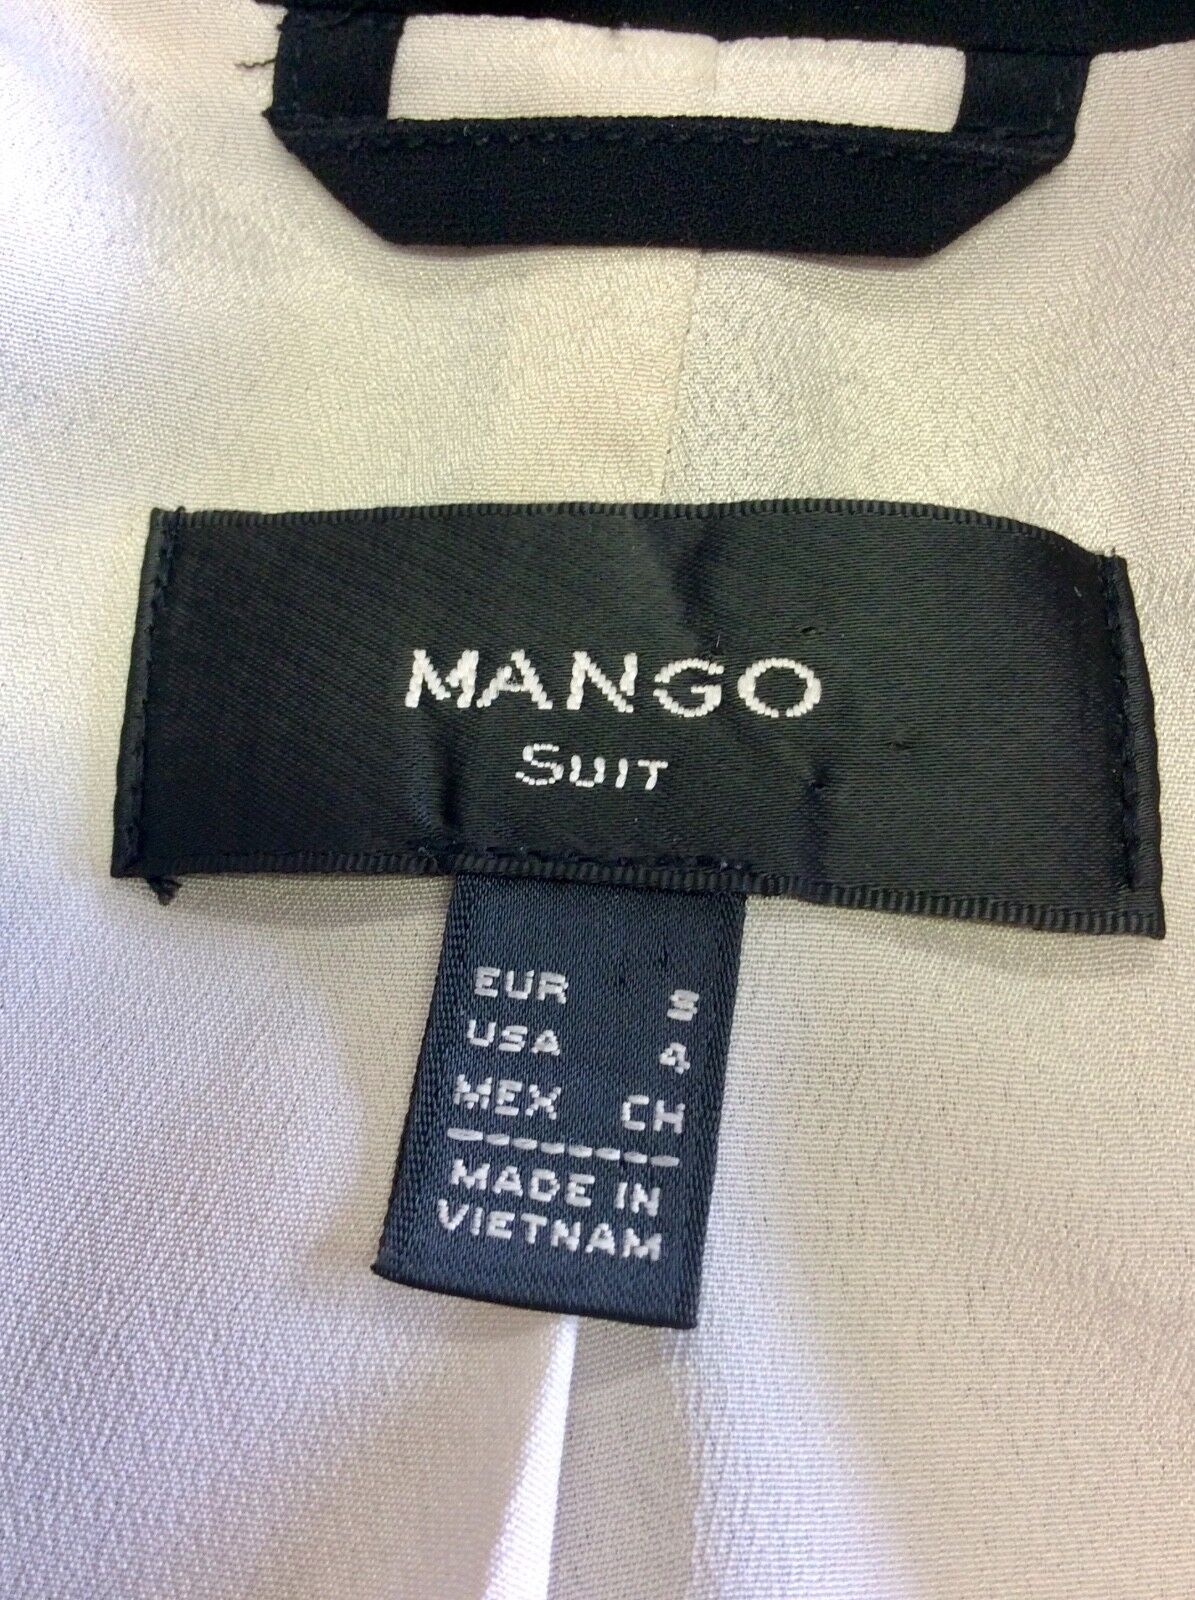 MANGO
SUIT
EUR S
USA 4
MEX CH
MADE IN
VIETNAM